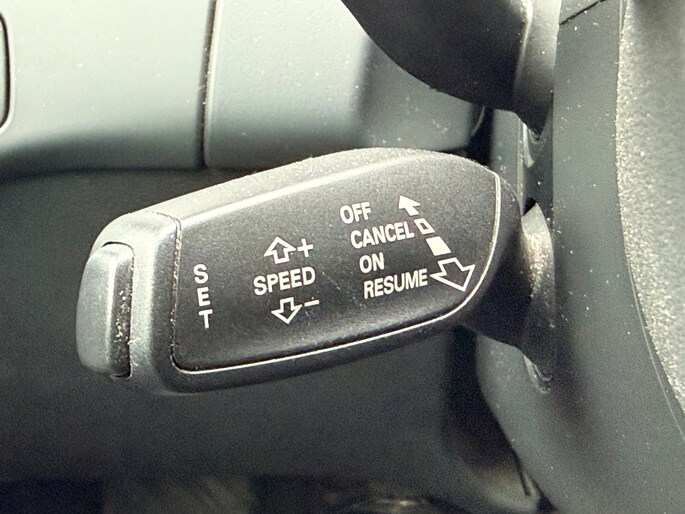 SET
SPEED
+
−
OFF
CANCEL
ON
RESUME